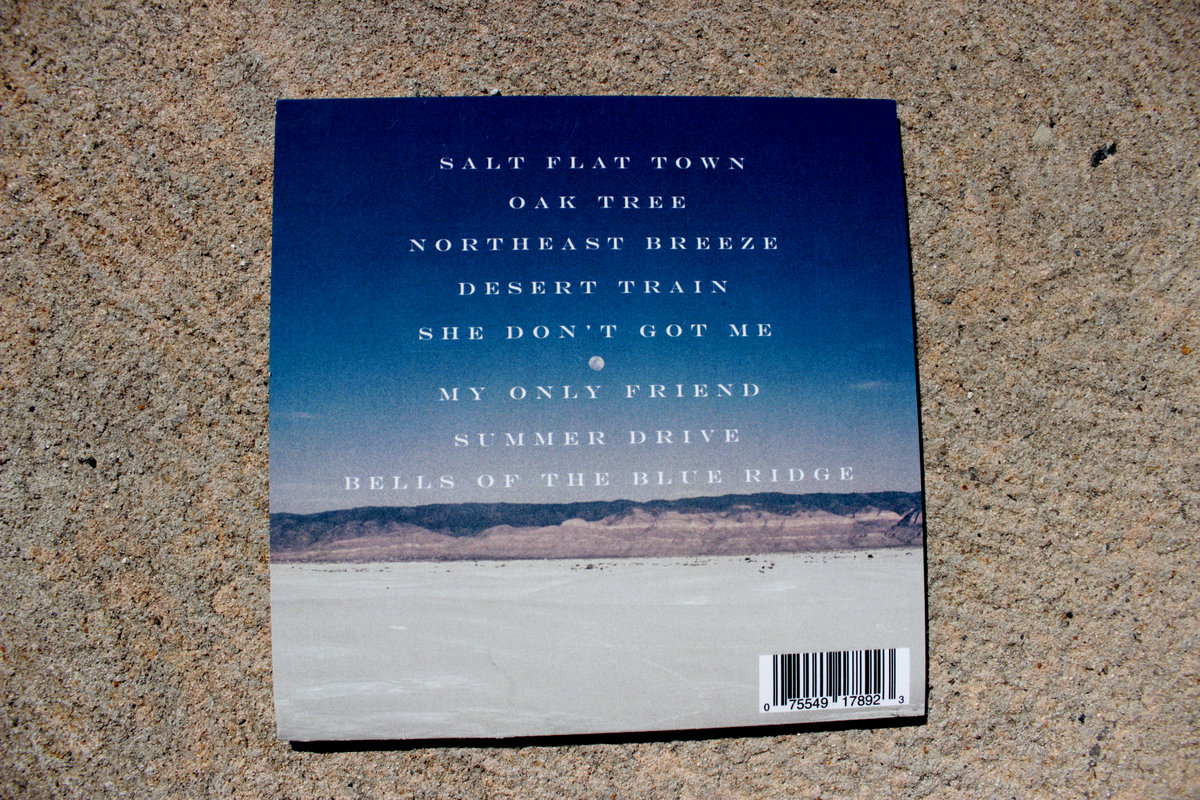 SALT FLAT TOWN
OAK TREE
NORTHEAST BREEZE
DESERT TRAIN
SHE DON'T GOT ME
MY ONLY FRIEND
SUMMER DRIVE
BELLS OF THE BLUE RIDGE
0 75549 17892 3